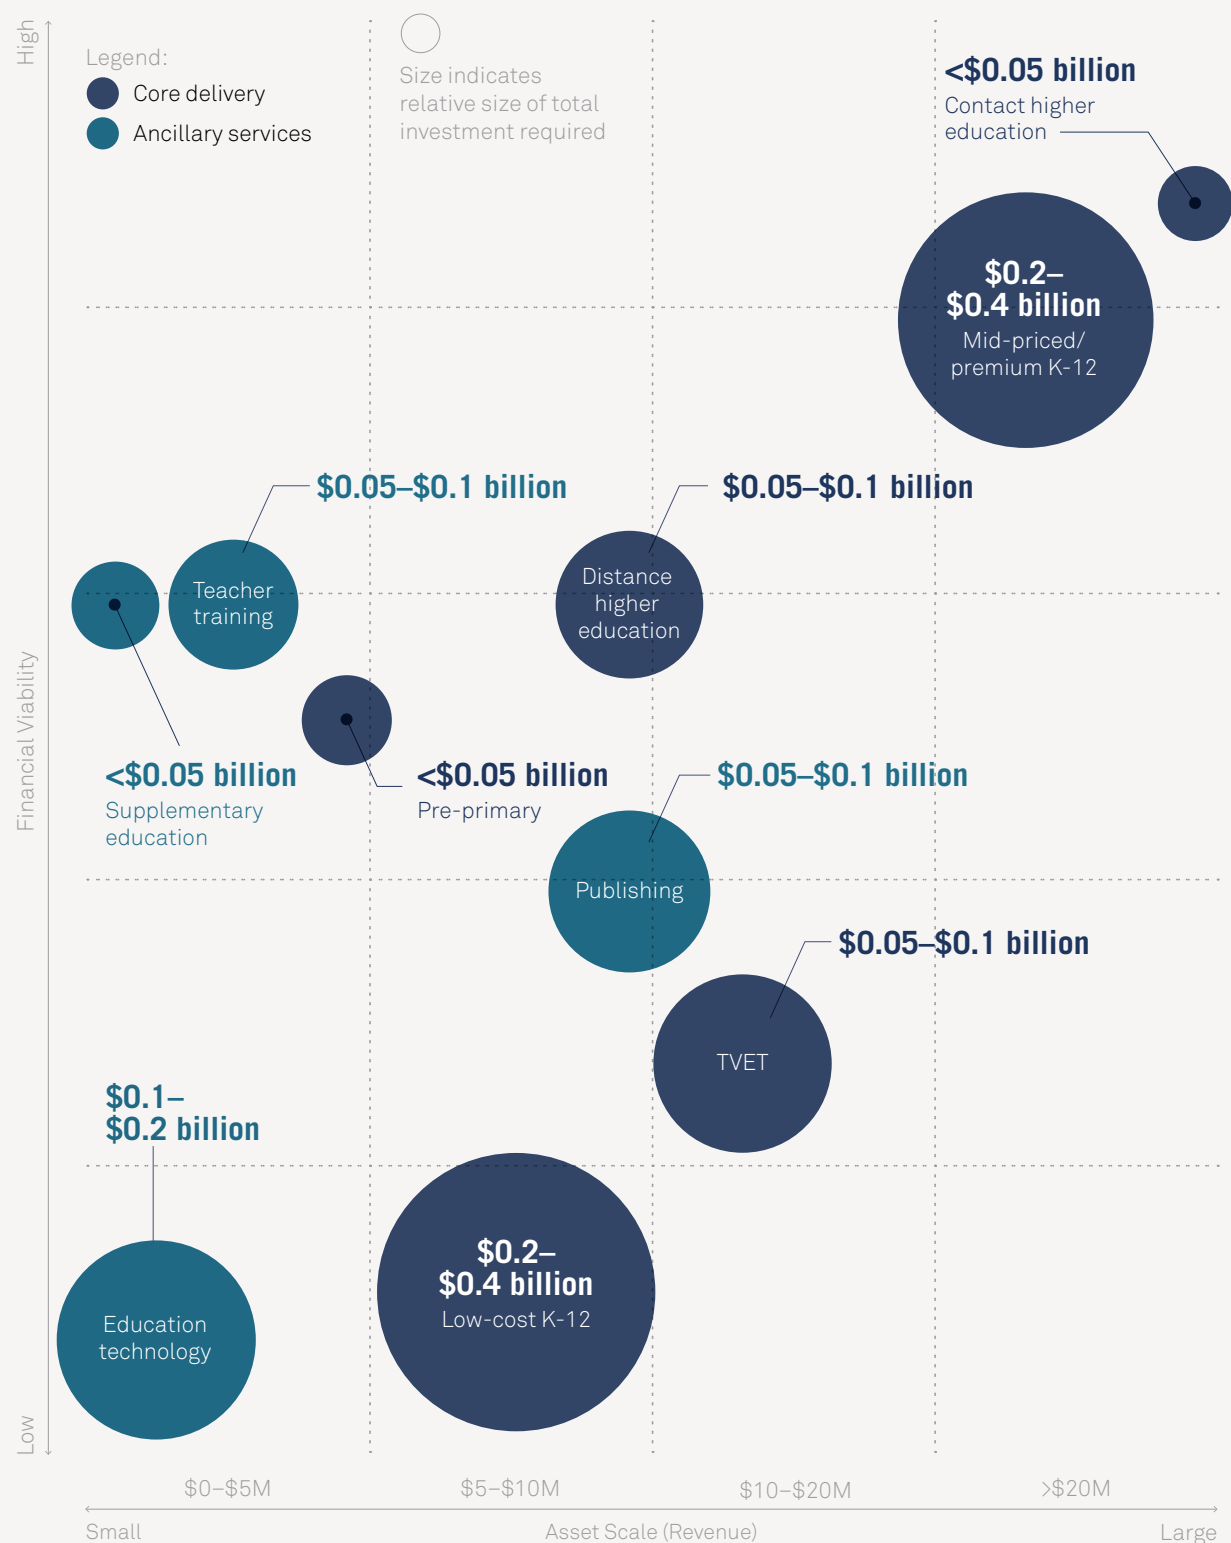 High
Legend:
Core delivery
Ancillary services
Size indicates
relative size of total
investment required
<$0.05 billion
Contact higher
education
$0.2–
$0.4 billion
Mid-priced/
premium K-12
$0.05–$0.1 billion
Teacher
training
$0.05–$0.1 billion
Distance
higher
education
Financial Viability
<$0.05 billion
Supplementary
education
<$0.05 billion
Pre-primary
$0.05–$0.1 billion
Publishing
$0.05–$0.1 billion
TVET
$0.1–
$0.2 billion
Education
technology
$0.2–
$0.4 billion
Low-cost K-12
Low
$0–$5M
$5–$10M
$10–$20M
>$20M
Small
Asset Scale (Revenue)
Large